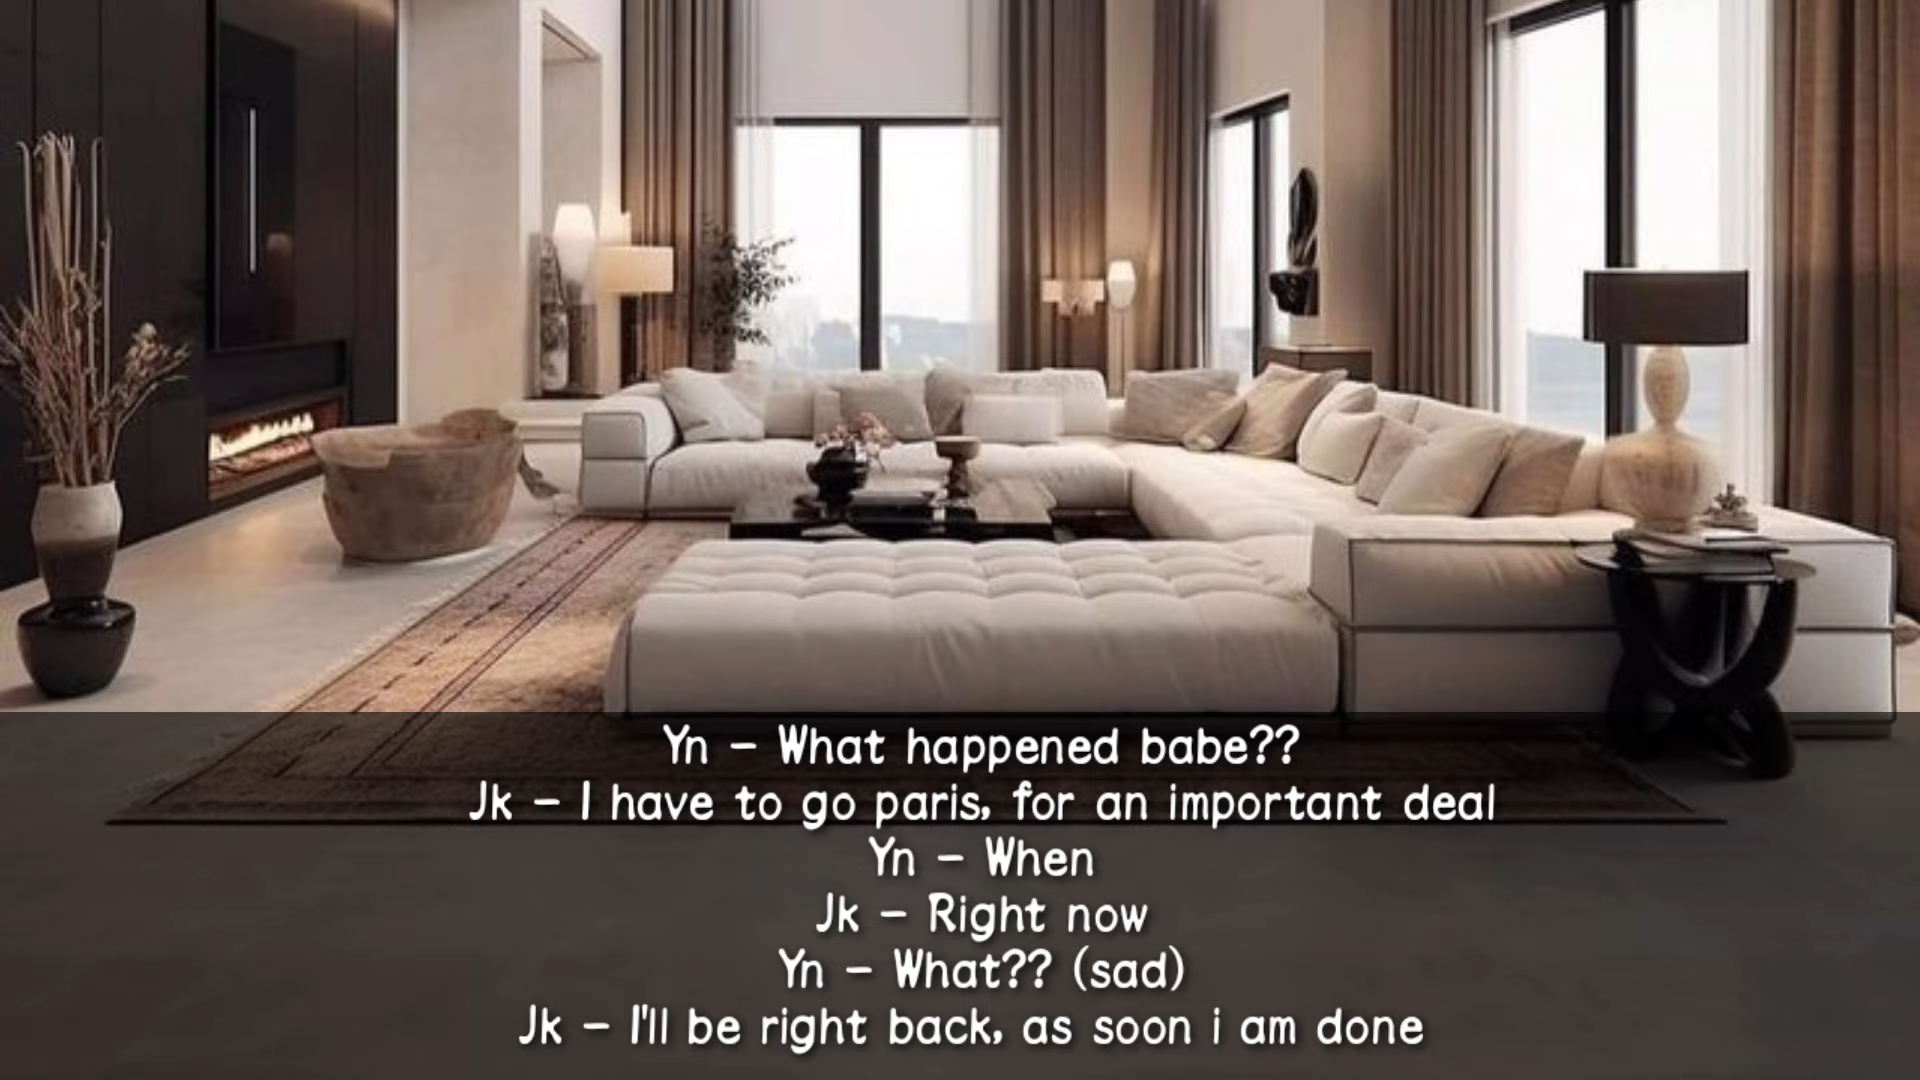 Yn - What happened babe??
Jk - I have to go paris, for an important deal
Yn - When
Jk - Right now
Yn - What?? (sad)
Jk - I'll be right back, as soon i am done